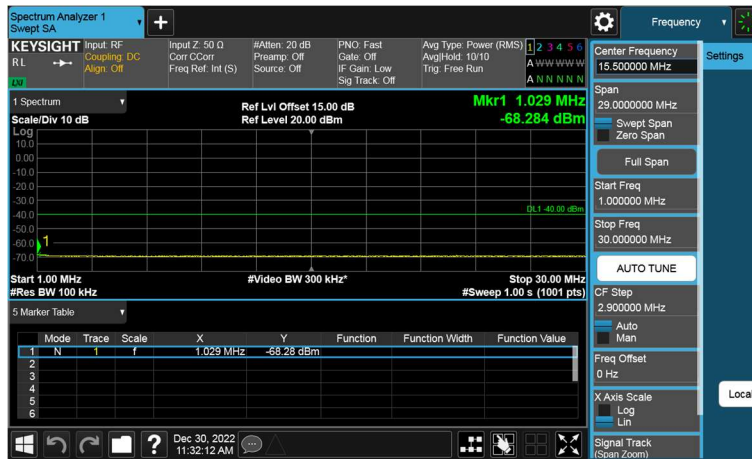 Spectrum Analyzer 1
Swept SA
Frequency
KEYSIGHT
RL
LXI
Input: RF
Coupling: DC
Align: Off
Input Z: 50 Ω
Corr CCorr
Freq Ref: Int (S)
#Atten: 20 dB
Preamp: Off
Source: Off
PNO: Fast
Gate: Off
IF Gain: Low
Sig Track: Off
Avg Type: Power (RMS)
Avg|Hold: 10/10
Trig: Free Run
1 2 3 4 5 6
A W W W W W
A N N N N N
1 Spectrum
Scale/Div 10 dB
Log
Ref Lvl Offset 15.00 dB
Ref Level 20.00 dBm
Mkr1 1.029 MHz
-68.284 dBm
10.0
0.00
-10.0
-20.0
-30.0
-40.0
-50.0
-60.0
-70.0
DL1 -40.00 dBm
1
Start 1.00 MHz
#Res BW 100 kHz
#Video BW 300 kHz*
Stop 30.00 MHz
#Sweep 1.00 s (1001 pts)
5 Marker Table
Mode Trace Scale X Y Function Function Width Function Value
1 N 1 f 1.029 MHz -68.28 dBm
2
3
4
5
6
Dec 30, 2022
11:32:12 AM
Center Frequency
15.500000 MHz
Span
29.0000000 MHz
Swept Span
Zero Span
Full Span
Start Freq
1.000000 MHz
Stop Freq
30.000000 MHz
AUTO TUNE
CF Step
2.900000 MHz
Auto
Man
Freq Offset
0 Hz
X Axis Scale
Log
Lin
Signal Track
(Span Zoom)
Settings
Local